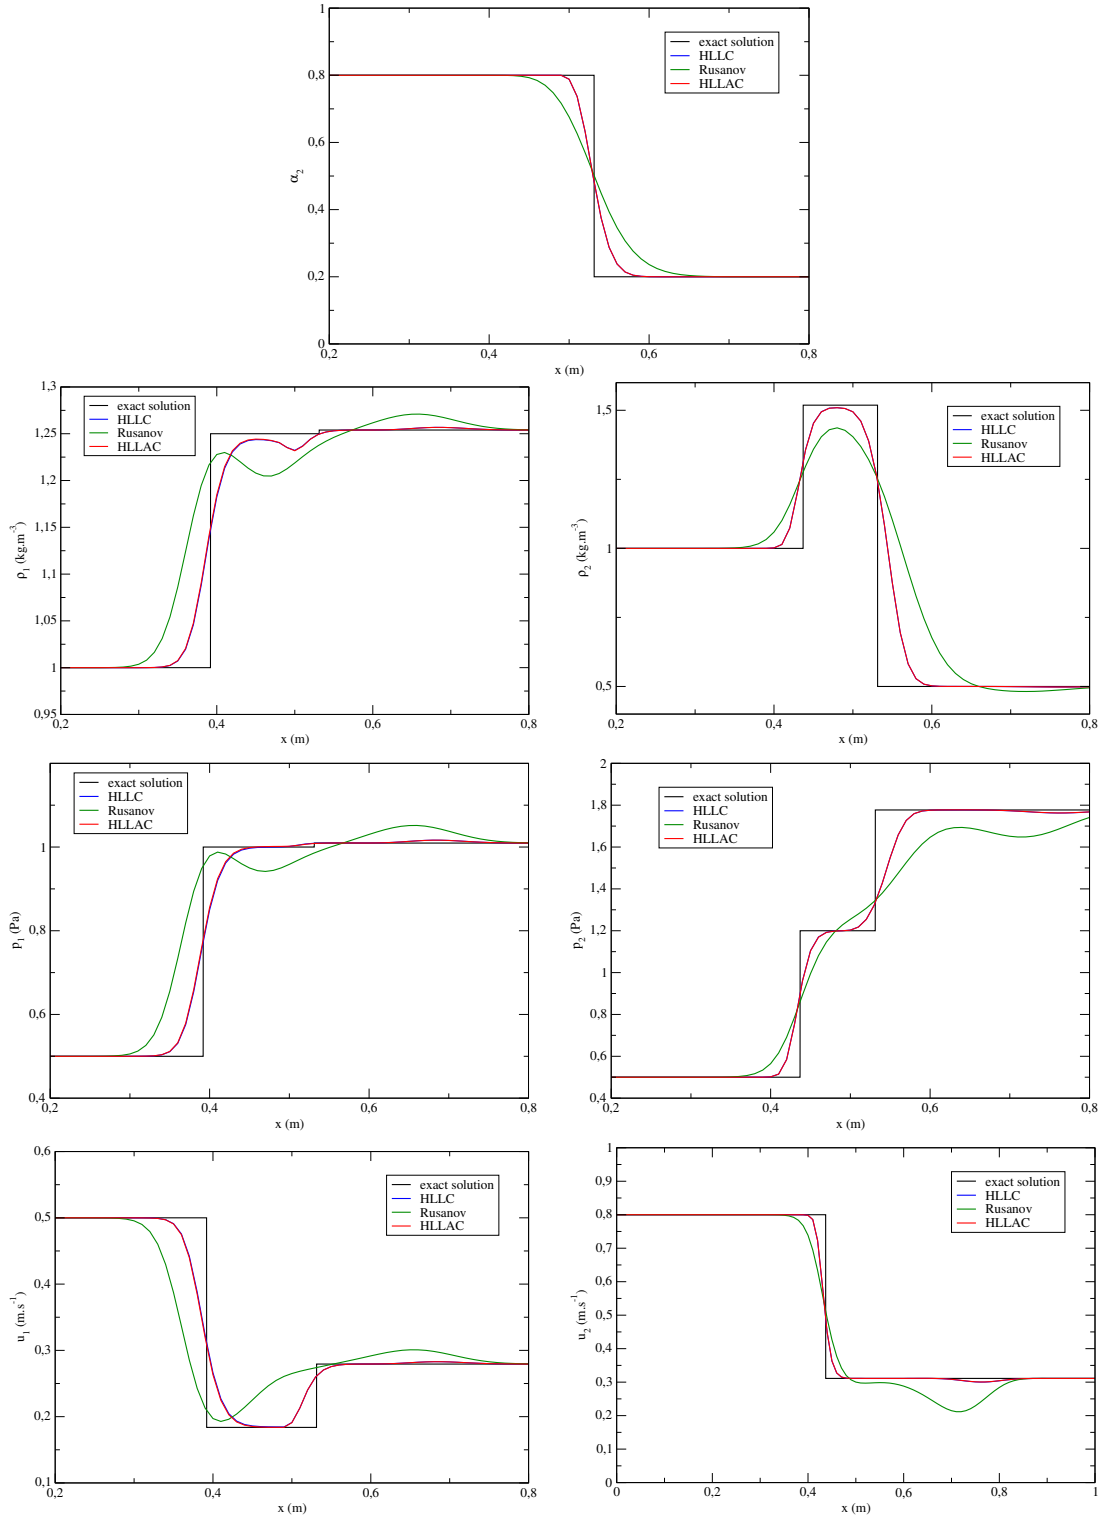 1
0,8
0,6
0,4
0,2
0
α2
0,2 0,4 0,6 0,8
x (m)
exact solution
HLLC
Rusanov
HLLAC
1,3
1,25
1,2
1,15
1,1
1,05
1
0,95
ρ1 (kg.m-3)
0,2 0,4 0,6 0,8
x (m)
exact solution
HLLC
Rusanov
HLLAC
1,5
1
0,5
ρ2 (kg.m-3)
0,2 0,4 0,6 0,8
x (m)
exact solution
HLLC
Rusanov
HLLAC
1
0,8
0,6
0,4
p1 (Pa)
0,2 0,4 0,6 0,8
x (m)
exact solution
HLLC
Rusanov
HLLAC
2
1,8
1,6
1,4
1,2
1
0,8
0,6
0,4
p2 (Pa)
0,2 0,4 0,6 0,8
x (m)
exact solution
HLLC
Rusanov
HLLAC
0,6
0,5
0,4
0,3
0,2
0,1
u1 (m.s-1)
0,2 0,4 0,6 0,8
x (m)
exact solution
HLLC
Rusanov
HLLAC
1
0,9
0,8
0,7
0,6
0,5
0,4
0,3
0,2
0,1
0
u2 (m.s-1)
0 0,2 0,4 0,6 0,8 1
x (m)
exact solution
HLLC
Rusanov
HLLAC